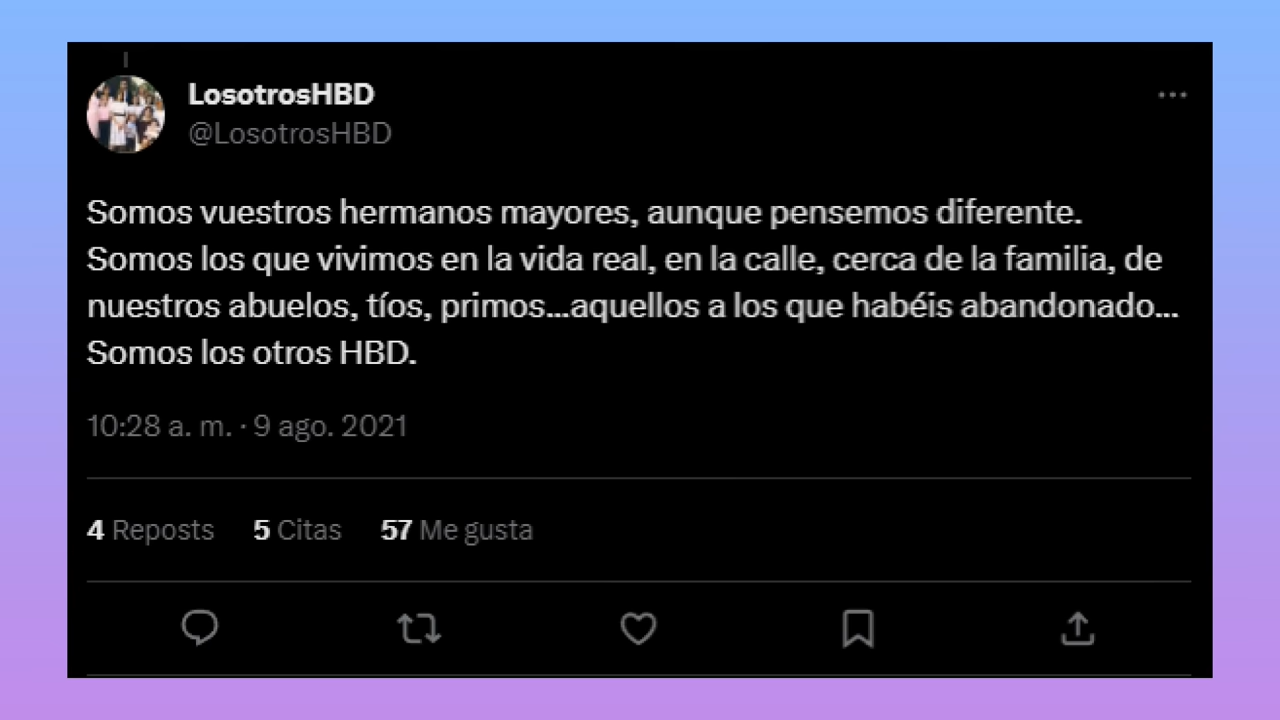 LosotrosHBD
@LosotrosHBD
Somos vuestros hermanos mayores, aunque pensemos diferente.
Somos los que vivimos en la vida real, en la calle, cerca de la familia, de
nuestros abuelos, tíos, primos...aquellos a los que habéis abandonado...
Somos los otros HBD.
10:28 a. m. · 9 ago. 2021
4 Reposts 5 Citas 57 Me gusta